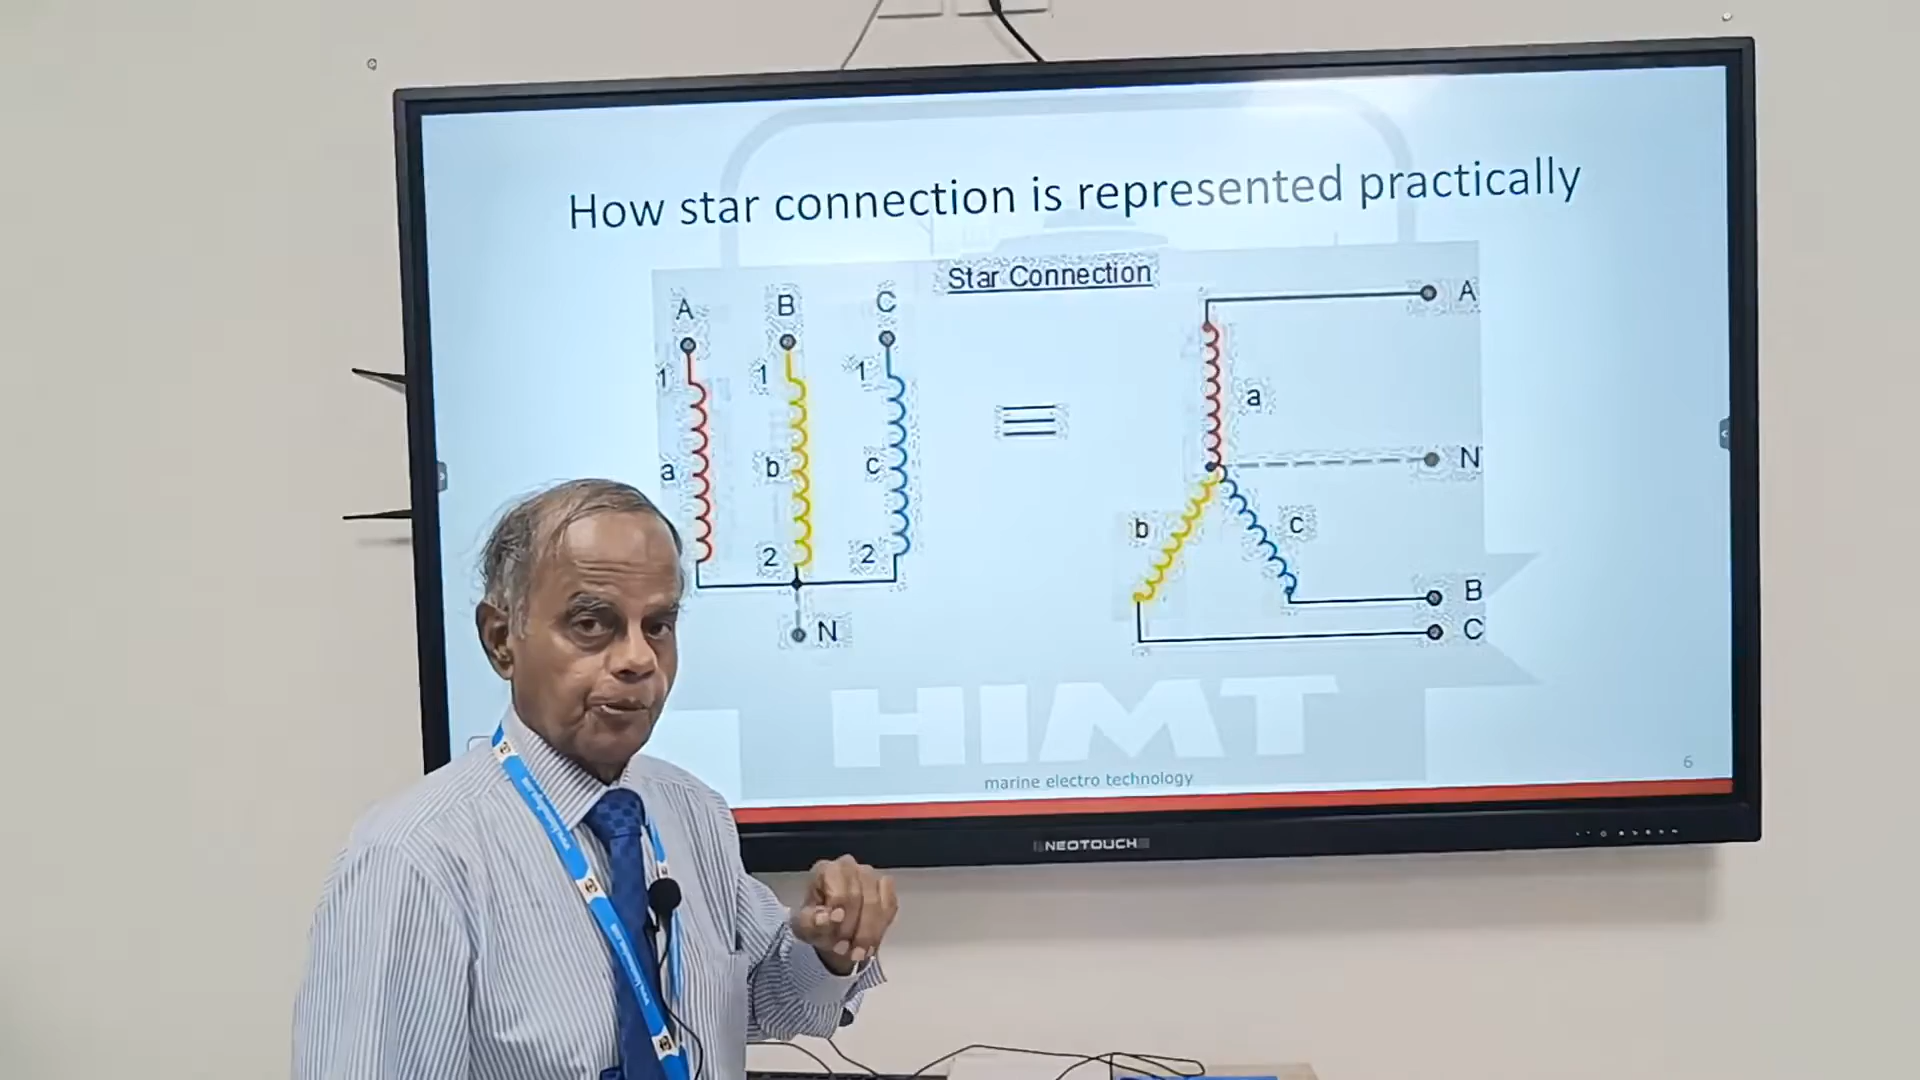 How star connection is represented practically
Star Connection
A B C
1 1 1
a b c
2 2
N
A
a
N
b c
B
C
HIMT
marine electro technology
6
NEOTOUCH